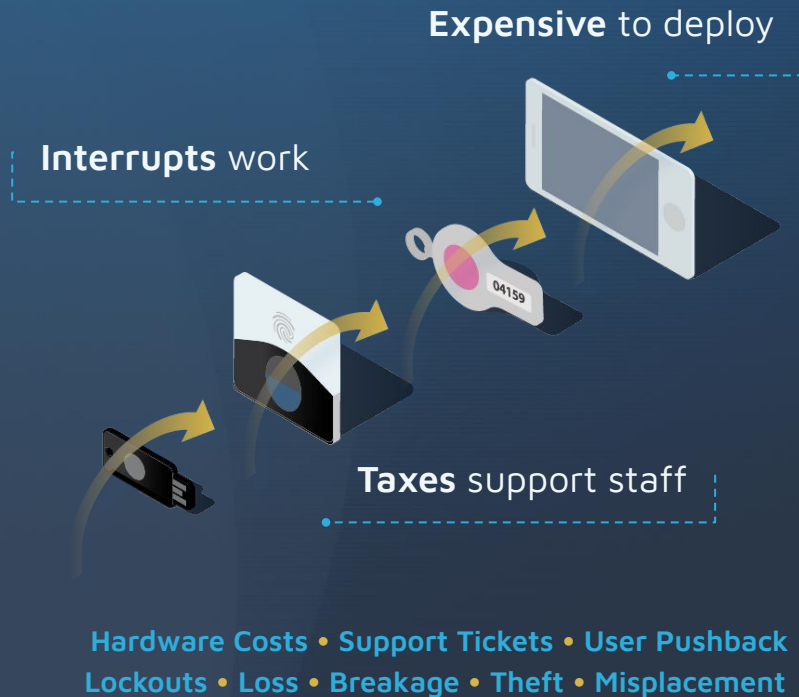 Expensive to deploy
Interrupts work
04159
Taxes support staff
Hardware Costs • Support Tickets • User Pushback
Lockouts • Loss • Breakage • Theft • Misplacement